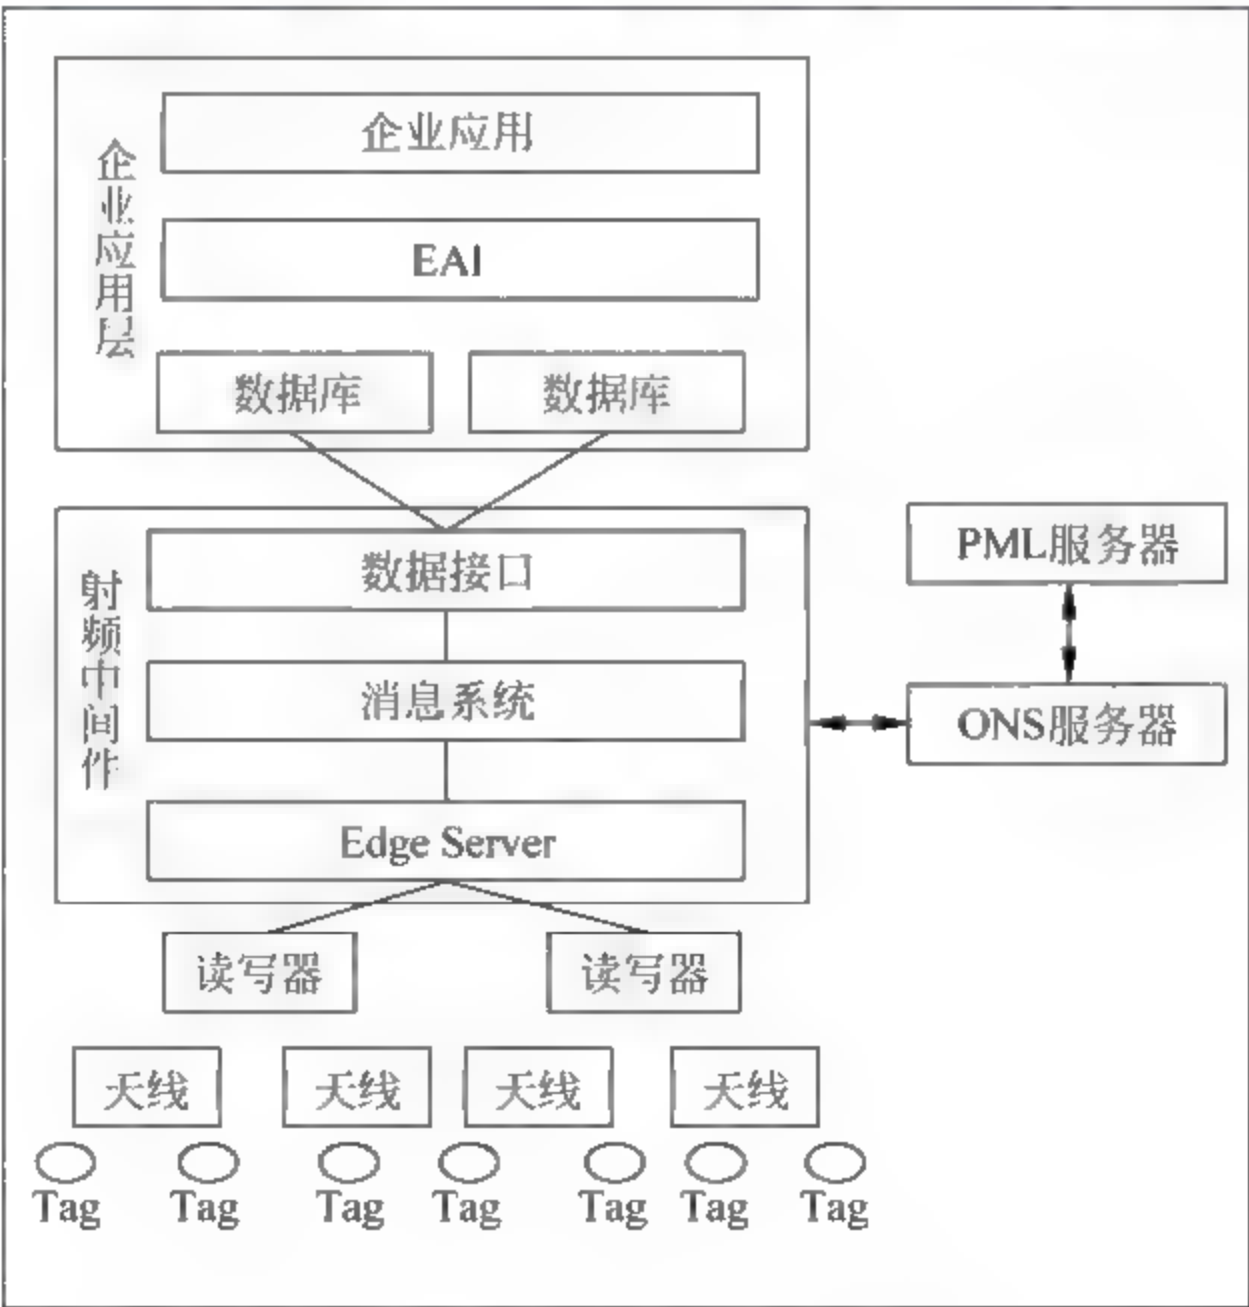 企业应用层
企业应用
EAI
数据库
数据库
射频中间件
数据接口
消息系统
Edge Server
PML服务器
ONS服务器
读写器
读写器
天线
天线
天线
天线
Tag
Tag
Tag
Tag
Tag
Tag
Tag